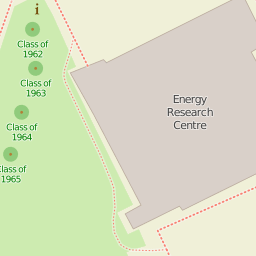 Class of
1962
Class of
1963
Energy
Research
Centre
Class of
1964
Class of
1965